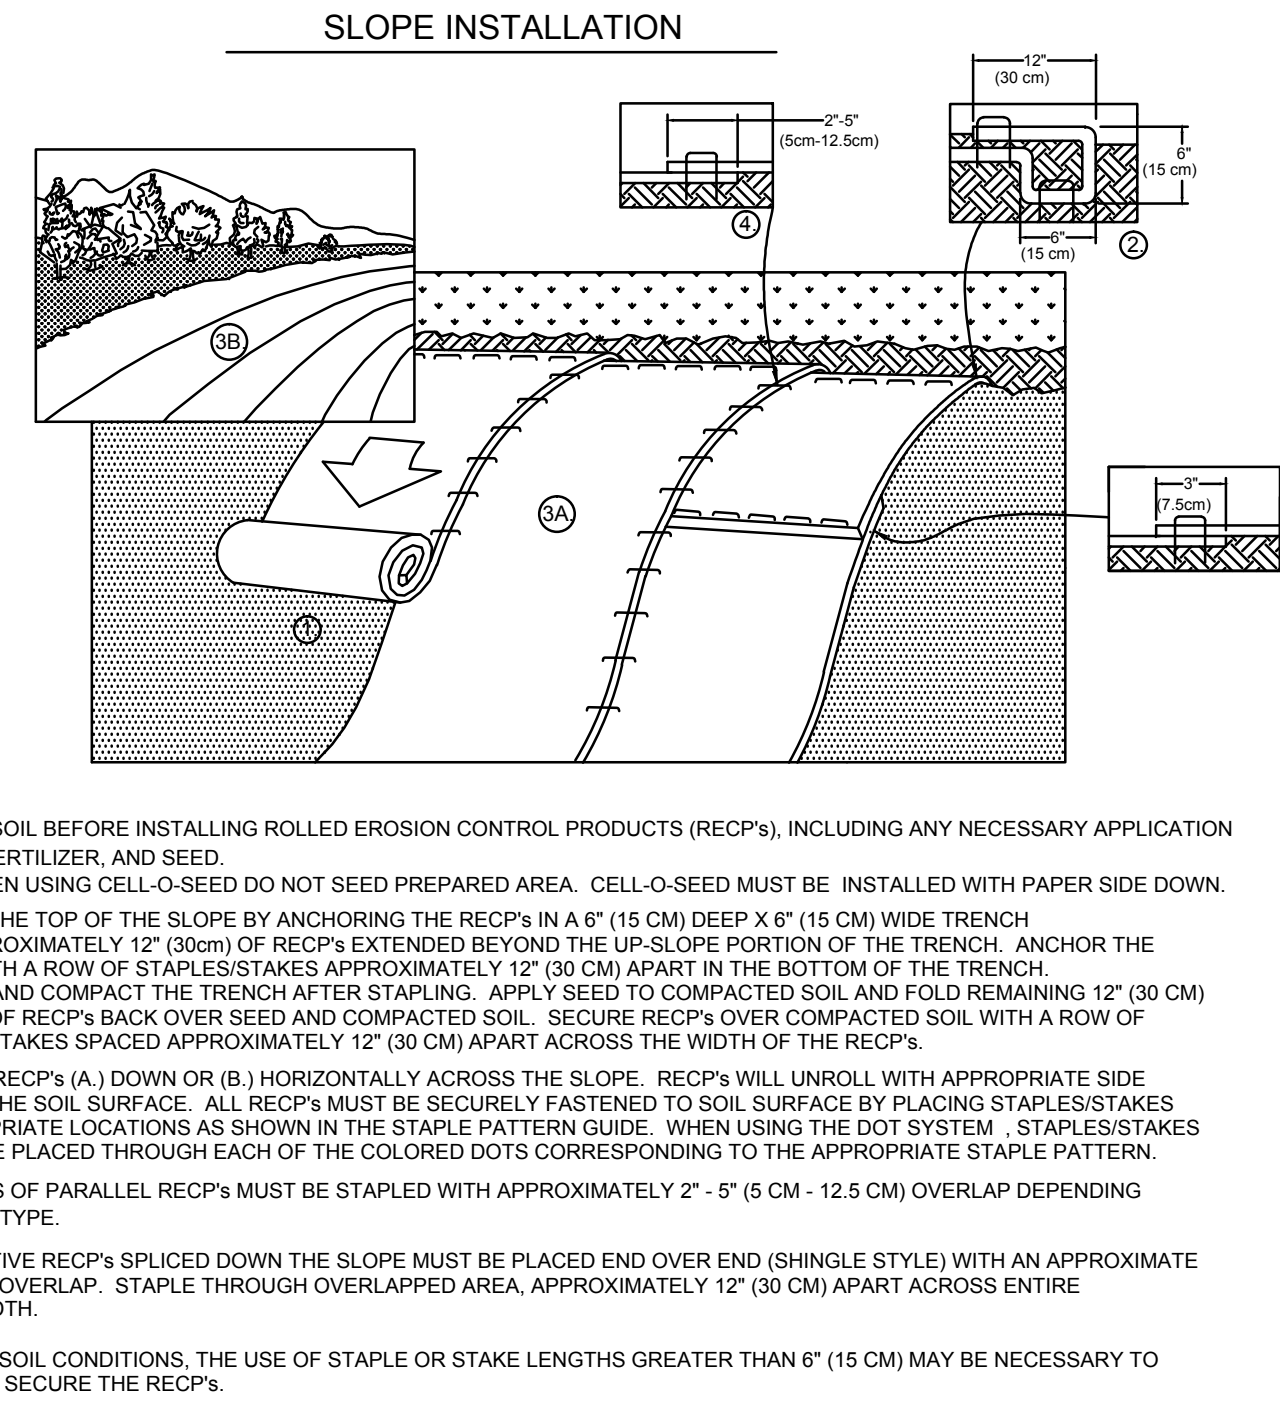 SLOPE INSTALLATION
12"
(30 cm)
2"-5"
(5cm-12.5cm)
6"
(15 cm)
4.
6"
(15 cm)
2.
3B.
3"
(7.5cm)
3A.
1.
SOIL BEFORE INSTALLING ROLLED EROSION CONTROL PRODUCTS (RECP's), INCLUDING ANY NECESSARY APPLICATION
ERTILIZER, AND SEED.
EN USING CELL-O-SEED DO NOT SEED PREPARED AREA. CELL-O-SEED MUST BE INSTALLED WITH PAPER SIDE DOWN.
HE TOP OF THE SLOPE BY ANCHORING THE RECP's IN A 6" (15 CM) DEEP X 6" (15 CM) WIDE TRENCH
ROXIMATELY 12" (30cm) OF RECP's EXTENDED BEYOND THE UP-SLOPE PORTION OF THE TRENCH. ANCHOR THE
TH A ROW OF STAPLES/STAKES APPROXIMATELY 12" (30 CM) APART IN THE BOTTOM OF THE TRENCH.
AND COMPACT THE TRENCH AFTER STAPLING. APPLY SEED TO COMPACTED SOIL AND FOLD REMAINING 12" (30 CM)
OF RECP's BACK OVER SEED AND COMPACTED SOIL. SECURE RECP's OVER COMPACTED SOIL WITH A ROW OF
TAKES SPACED APPROXIMATELY 12" (30 CM) APART ACROSS THE WIDTH OF THE RECP's.
RECP's (A.) DOWN OR (B.) HORIZONTALLY ACROSS THE SLOPE. RECP's WILL UNROLL WITH APPROPRIATE SIDE
HE SOIL SURFACE. ALL RECP's MUST BE SECURELY FASTENED TO SOIL SURFACE BY PLACING STAPLES/STAKES
PRIATE LOCATIONS AS SHOWN IN THE STAPLE PATTERN GUIDE. WHEN USING THE DOT SYSTEM , STAPLES/STAKES
E PLACED THROUGH EACH OF THE COLORED DOTS CORRESPONDING TO THE APPROPRIATE STAPLE PATTERN.
S OF PARALLEL RECP's MUST BE STAPLED WITH APPROXIMATELY 2" - 5" (5 CM - 12.5 CM) OVERLAP DEPENDING
TYPE.
TIVE RECP's SPLICED DOWN THE SLOPE MUST BE PLACED END OVER END (SHINGLE STYLE) WITH AN APPROXIMATE
OVERLAP. STAPLE THROUGH OVERLAPPED AREA, APPROXIMATELY 12" (30 CM) APART ACROSS ENTIRE
DTH.
SOIL CONDITIONS, THE USE OF STAPLE OR STAKE LENGTHS GREATER THAN 6" (15 CM) MAY BE NECESSARY TO
SECURE THE RECP's.